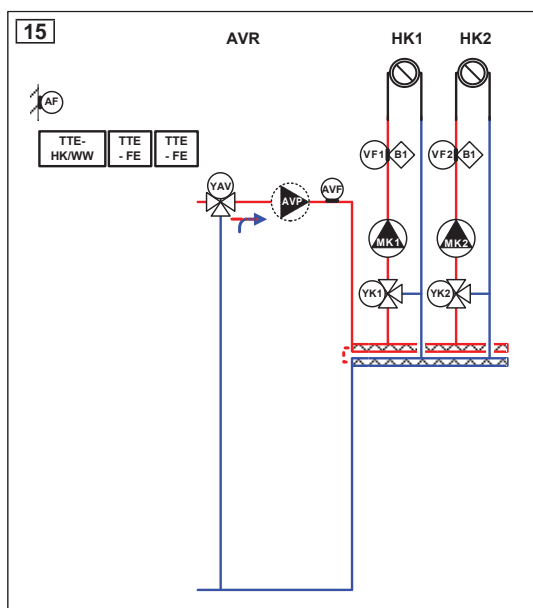 15
AVR
HK1
HK2
AF
TTE-
HK/WW
TTE
- FE
TTE
- FE
VF1
B1
VF2
B1
YAV
AVP
AVF
MK1
MK2
YK1
YK2